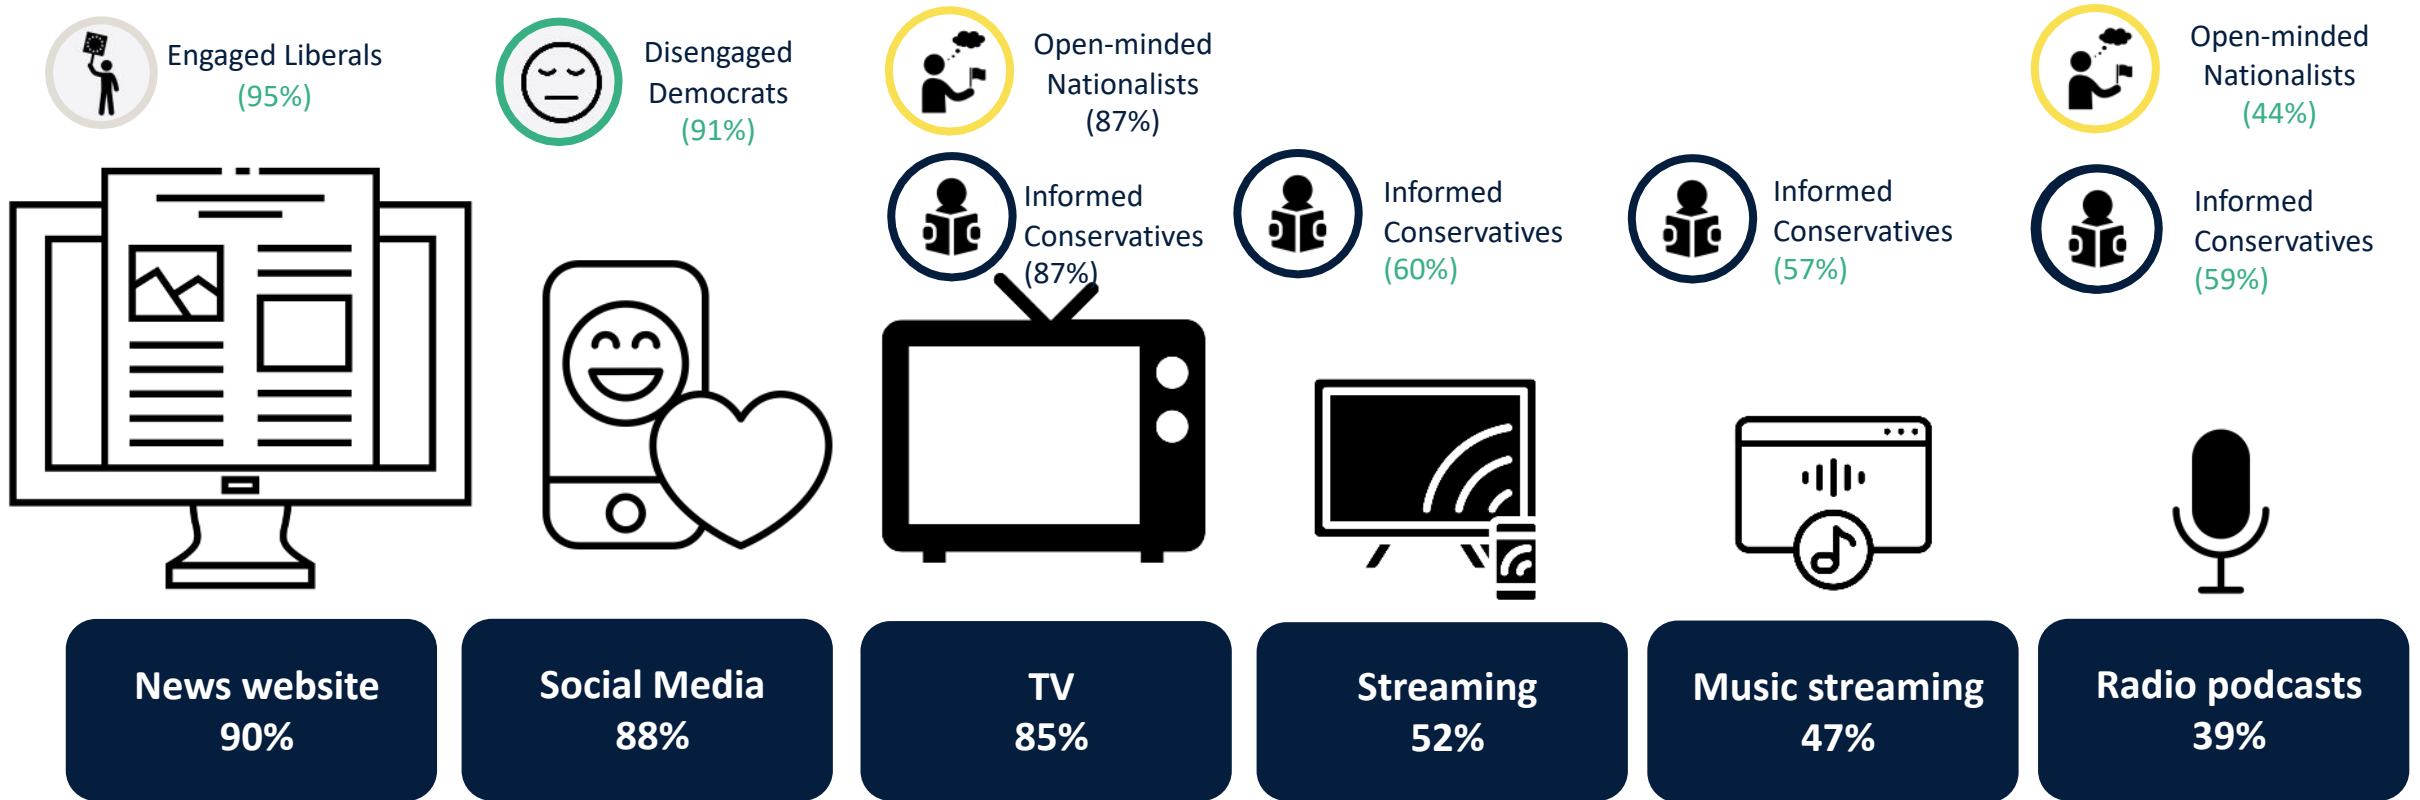 Engaged Liberals
(95%)
Disengaged
Democrats
(91%)
Open-minded
Nationalists
(87%)
Informed
Conservatives
(87%)
Informed
Conservatives
(60%)
Informed
Conservatives
(57%)
Open-minded
Nationalists
(44%)
Informed
Conservatives
(59%)
News website
90%
Social Media
88%
TV
85%
Streaming
52%
Music streaming
47%
Radio podcasts
39%